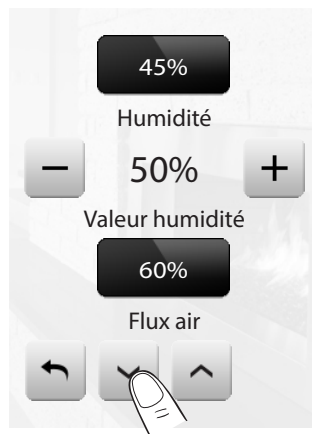 45%
Humidité
− 50% +
Valeur humidité
60%
Flux air